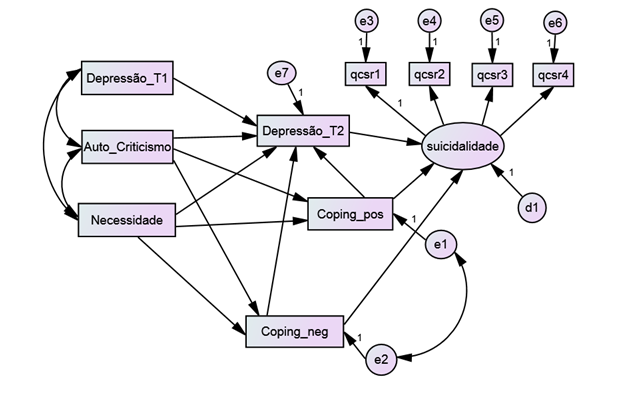 e3
e4
e5
e6
1
1
1
1
qcsr1
qcsr2
qcsr3
qcsr4
Depressão_T1
e7
1
1
Depressão_T2
Auto_Criticismo
suicidalidade
1
Necessidade
Coping_pos
d1
1
e1
Coping_neg
1
e2